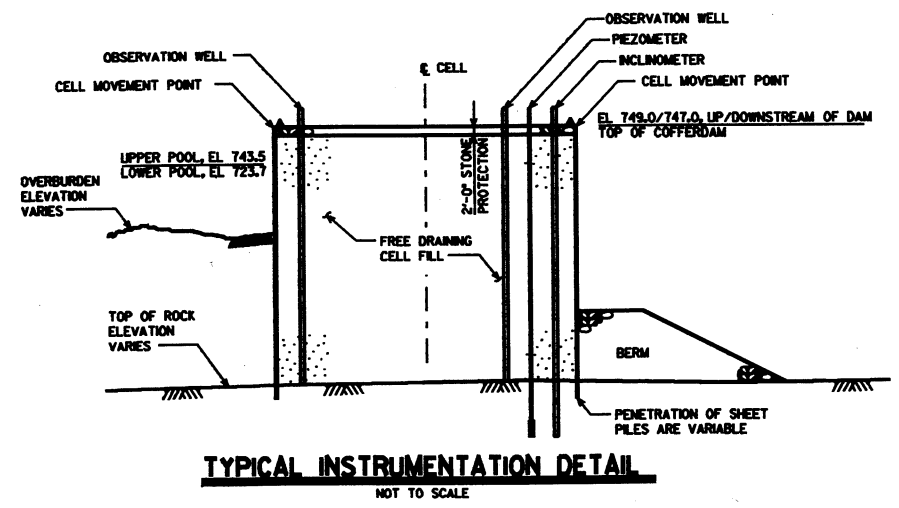 OBSERVATION WELL
PIEZOMETER
INCLINOMETER
CELL MOVEMENT POINT
OBSERVATION WELL
CELL MOVEMENT POINT
℄ CELL
EL 749.0/747.0, UP/DOWNSTREAM OF DAM
TOP OF COFFERDAM
UPPER POOL, EL 743.5
LOWER POOL, EL 723.7
2'-0" STONE
PROTECTION
OVERBURDEN
ELEVATION
VARIES
FREE DRAINING
CELL FILL
TOP OF ROCK
ELEVATION
VARIES
BERM
PENETRATION OF SHEET
PILES ARE VARIABLE
TYPICAL INSTRUMENTATION DETAIL
NOT TO SCALE